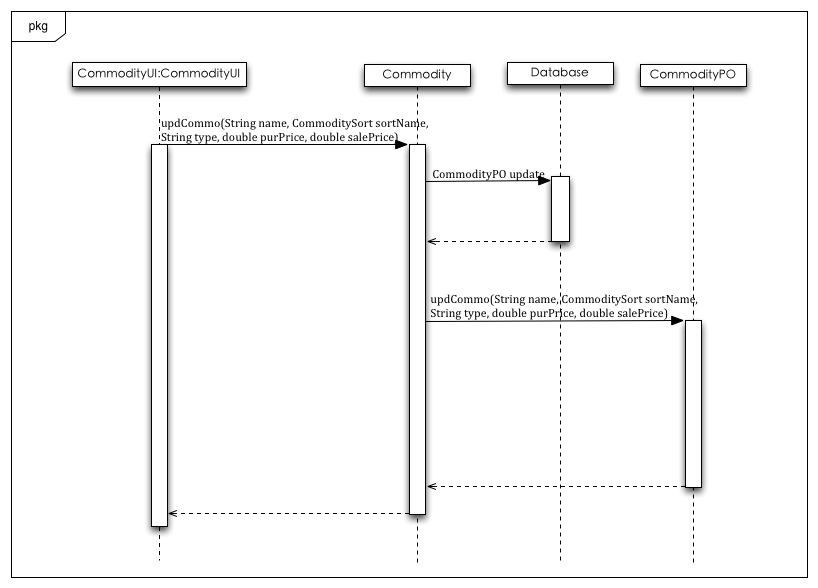 pkg
CommodityUI:CommodityUI
Commodity
Database
CommodityPO
updCommo(String name, CommoditySort sortName,
String type, double purPrice, double salePrice)
CommodityPO update
updCommo(String name, CommoditySort sortName,
String type, double purPrice, double salePrice)